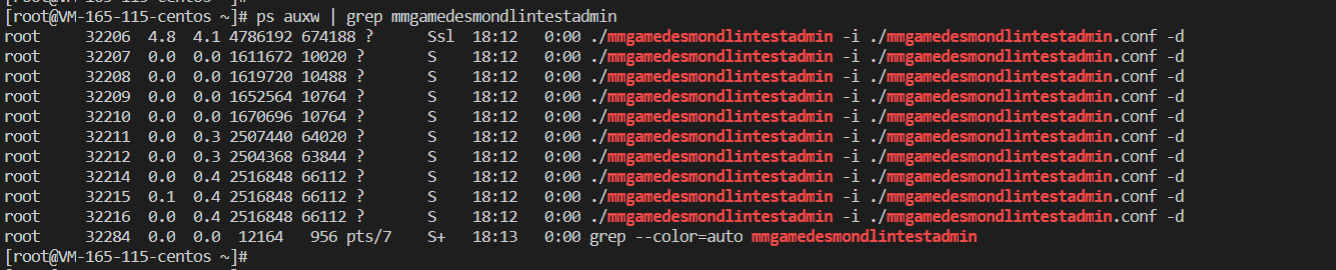 [root@VM-165-115-centos ~]# ps auxw | grep mmgamedesmondlintestadmin
root 32206 4.8 4.1 4786192 674188 ? Ssl 18:12 0:00 ./mmgamedesmondlintestadmin -i ./mmgamedesmondlintestadmin.conf -d
root 32207 0.0 0.0 1611672 10020 ? S 18:12 0:00 ./mmgamedesmondlintestadmin -i ./mmgamedesmondlintestadmin.conf -d
root 32208 0.0 0.0 1619720 10488 ? S 18:12 0:00 ./mmgamedesmondlintestadmin -i ./mmgamedesmondlintestadmin.conf -d
root 32209 0.0 0.0 1652564 10764 ? S 18:12 0:00 ./mmgamedesmondlintestadmin -i ./mmgamedesmondlintestadmin.conf -d
root 32210 0.0 0.0 1670696 10764 ? S 18:12 0:00 ./mmgamedesmondlintestadmin -i ./mmgamedesmondlintestadmin.conf -d
root 32211 0.0 0.3 2507440 64020 ? S 18:12 0:00 ./mmgamedesmondlintestadmin -i ./mmgamedesmondlintestadmin.conf -d
root 32212 0.0 0.3 2504368 63844 ? S 18:12 0:00 ./mmgamedesmondlintestadmin -i ./mmgamedesmondlintestadmin.conf -d
root 32214 0.0 0.4 2516848 66112 ? S 18:12 0:00 ./mmgamedesmondlintestadmin -i ./mmgamedesmondlintestadmin.conf -d
root 32215 0.1 0.4 2516848 66112 ? S 18:12 0:00 ./mmgamedesmondlintestadmin -i ./mmgamedesmondlintestadmin.conf -d
root 32216 0.0 0.4 2516848 66112 ? S 18:12 0:00 ./mmgamedesmondlintestadmin -i ./mmgamedesmondlintestadmin.conf -d
root 32284 0.0 0.0 12164 956 pts/7 S+ 18:13 0:00 grep --color=auto mmgamedesmondlintestadmin
[root@VM-165-115-centos ~]#